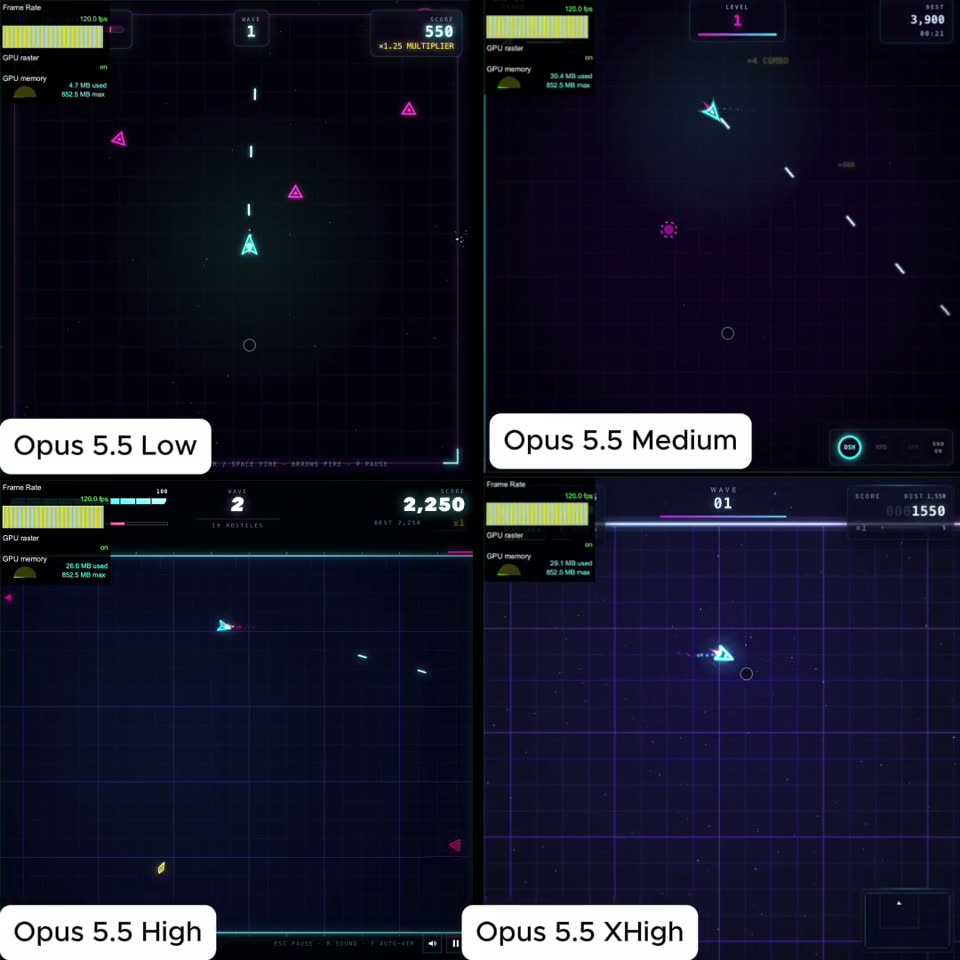 Frame Rate
120.0 fps
GPU raster
on
GPU memory
4.7 MB used
852.5 MB max
WAVE
1
SCORE
550
×1.25 MULTIPLIER
/ SPACE FIRE · ARROWS FIRE · P PAUSE
Opus 5.5 Low
Frame Rate
120.0 fps
GPU raster
on
GPU memory
30.4 MB used
852.5 MB max
LEVEL
1
BEST
3,900
00:21
×4 COMBO
+400
DSH
RPD
SND
ON
Opus 5.5 Medium
Frame Rate
120.0 fps
GPU raster
on
GPU memory
26.6 MB used
852.5 MB max
100
WAVE
2
19 HOSTILES
SCORE
2,250
BEST 2,250
×1
ESC PAUSE · M SOUND · F AUTO-AIM
Opus 5.5 High
Frame Rate
120.0 fps
GPU raster
on
GPU memory
29.1 MB used
852.5 MB max
WAVE
01
SCORE
BEST 1,550
0001550
×1
Opus 5.5 XHigh